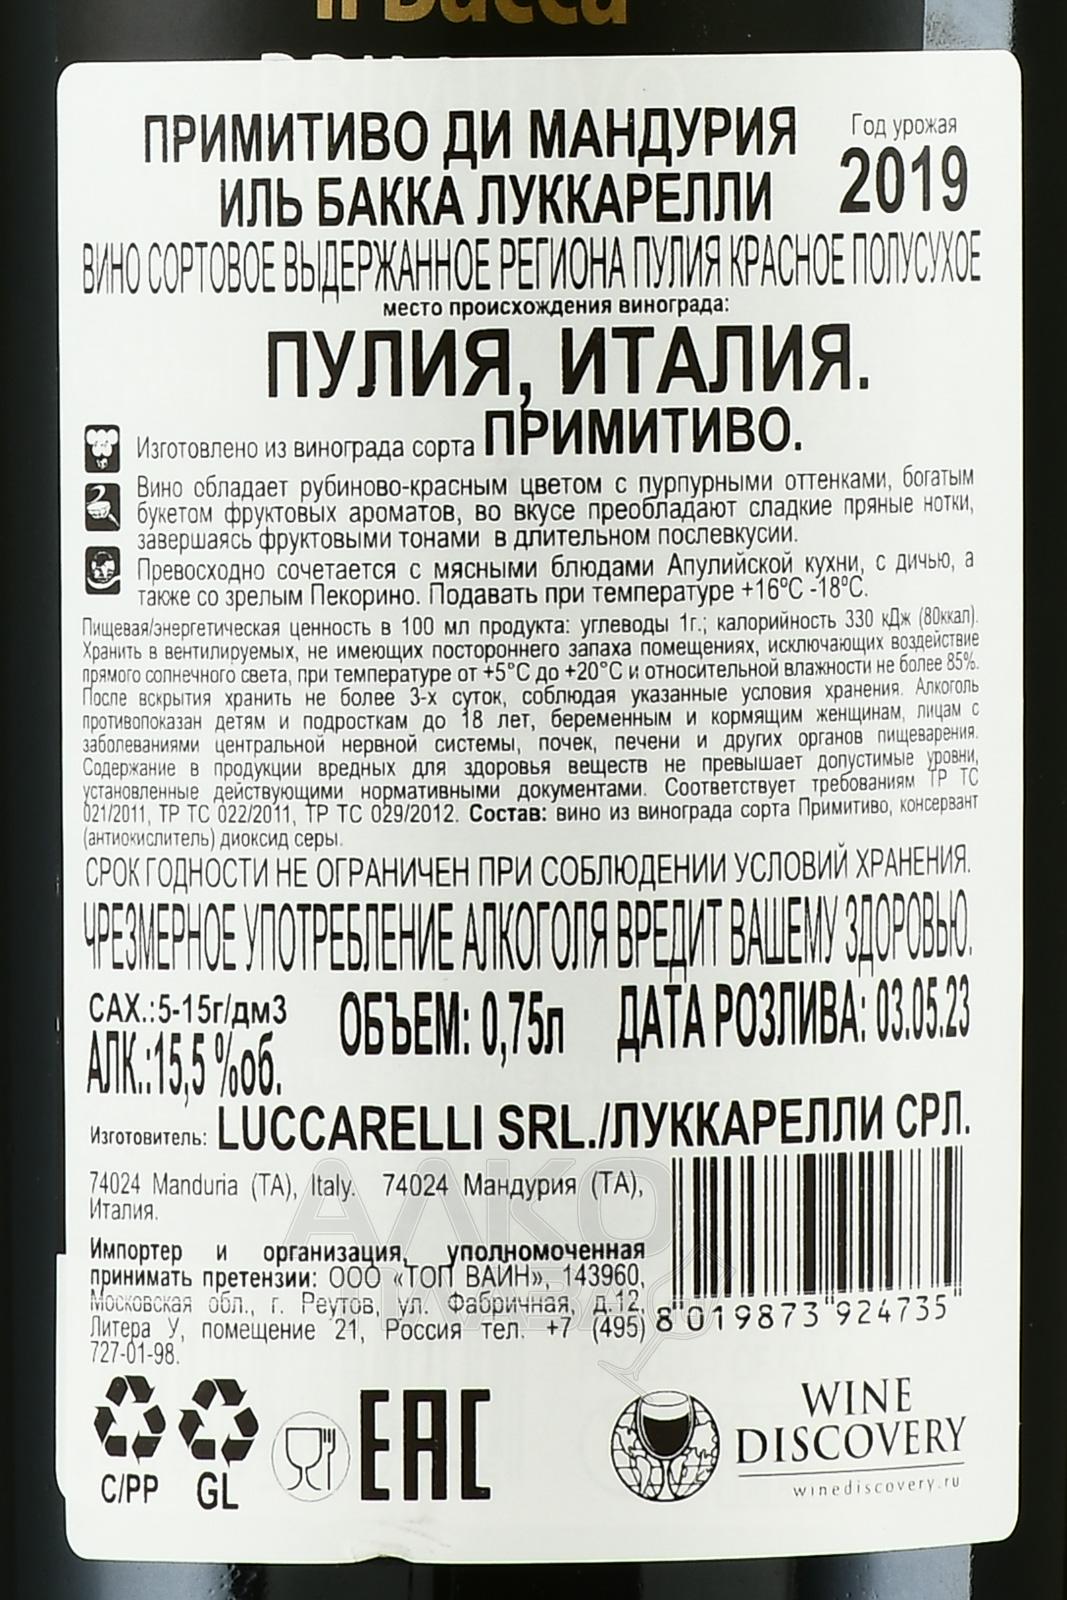 Il Bacca
ПРИМИТИВО ДИ МАНДУРИЯ
ИЛЬ БАККА ЛУККАРЕЛЛИ
Год урожая
2019
ВИНО СОРТОВОЕ ВЫДЕРЖАННОЕ РЕГИОНА ПУЛИЯ КРАСНОЕ ПОЛУСУХОЕ
место происхождения винограда:
ПУЛИЯ, ИТАЛИЯ.
Изготовлено из винограда сорта ПРИМИТИВО.
Вино обладает рубиново-красным цветом с пурпурными оттенками, богатым
букетом фруктовых ароматов, во вкусе преобладают сладкие пряные нотки,
завершаясь фруктовыми тонами в длительном послевкусии.
Превосходно сочетается с мясными блюдами Апулийской кухни, с дичью, а
также со зрелым Пекорино. Подавать при температуре +16ºС -18ºС.
Пищевая/энергетическая ценность в 100 мл продукта: углеводы 1г.; калорийность 330 кДж (80ккал).
Хранить в вентилируемых, не имеющих постороннего запаха помещениях, исключающих воздействие
прямого солнечного света, при температуре от +5°С до +20°С и относительной влажности не более 85%.
После вскрытия хранить не более 3-х суток, соблюдая указанные условия хранения. Алкоголь
противопоказан детям и подросткам до 18 лет, беременным и кормящим женщинам, лицам с
заболеваниями центральной нервной системы, почек, печени и других органов пищеварения.
Содержание в продукции вредных для здоровья веществ не превышает допустимые уровни,
установленные действующими нормативными документами. Соответствует требованиям ТР ТС
021/2011, ТР ТС 022/2011, ТР ТС 029/2012. Состав: вино из винограда сорта Примитиво, консервант
(антиокислитель) диоксид серы.
СРОК ГОДНОСТИ НЕ ОГРАНИЧЕН ПРИ СОБЛЮДЕНИИ УСЛОВИЙ ХРАНЕНИЯ.
ЧРЕЗМЕРНОЕ УПОТРЕБЛЕНИЕ АЛКОГОЛЯ ВРЕДИТ ВАШЕМУ ЗДОРОВЬЮ.
САХ.:5-15г/дм3
АЛК.:15,5 %об.
ОБЪЕМ: 0,75л
ДАТА РОЗЛИВА: 03.05.23
Изготовитель: LUCCARELLI SRL./ЛУККАРЕЛЛИ СРЛ.
74024 Manduria (TA), Italy. 74024 Мандурия (ТА),
Италия.
Импортер и организация, уполномоченная
принимать претензии: ООО «ТОП ВАЙН», 143960,
Московская обл., г. Реутов, ул. Фабричная, д.12,
Литера У, помещение 21, Россия тел. +7 (495)
727-01-98.
8 019873 924735
C/PP
GL
EAC
WINE
DISCOVERY
winediscovery.ru